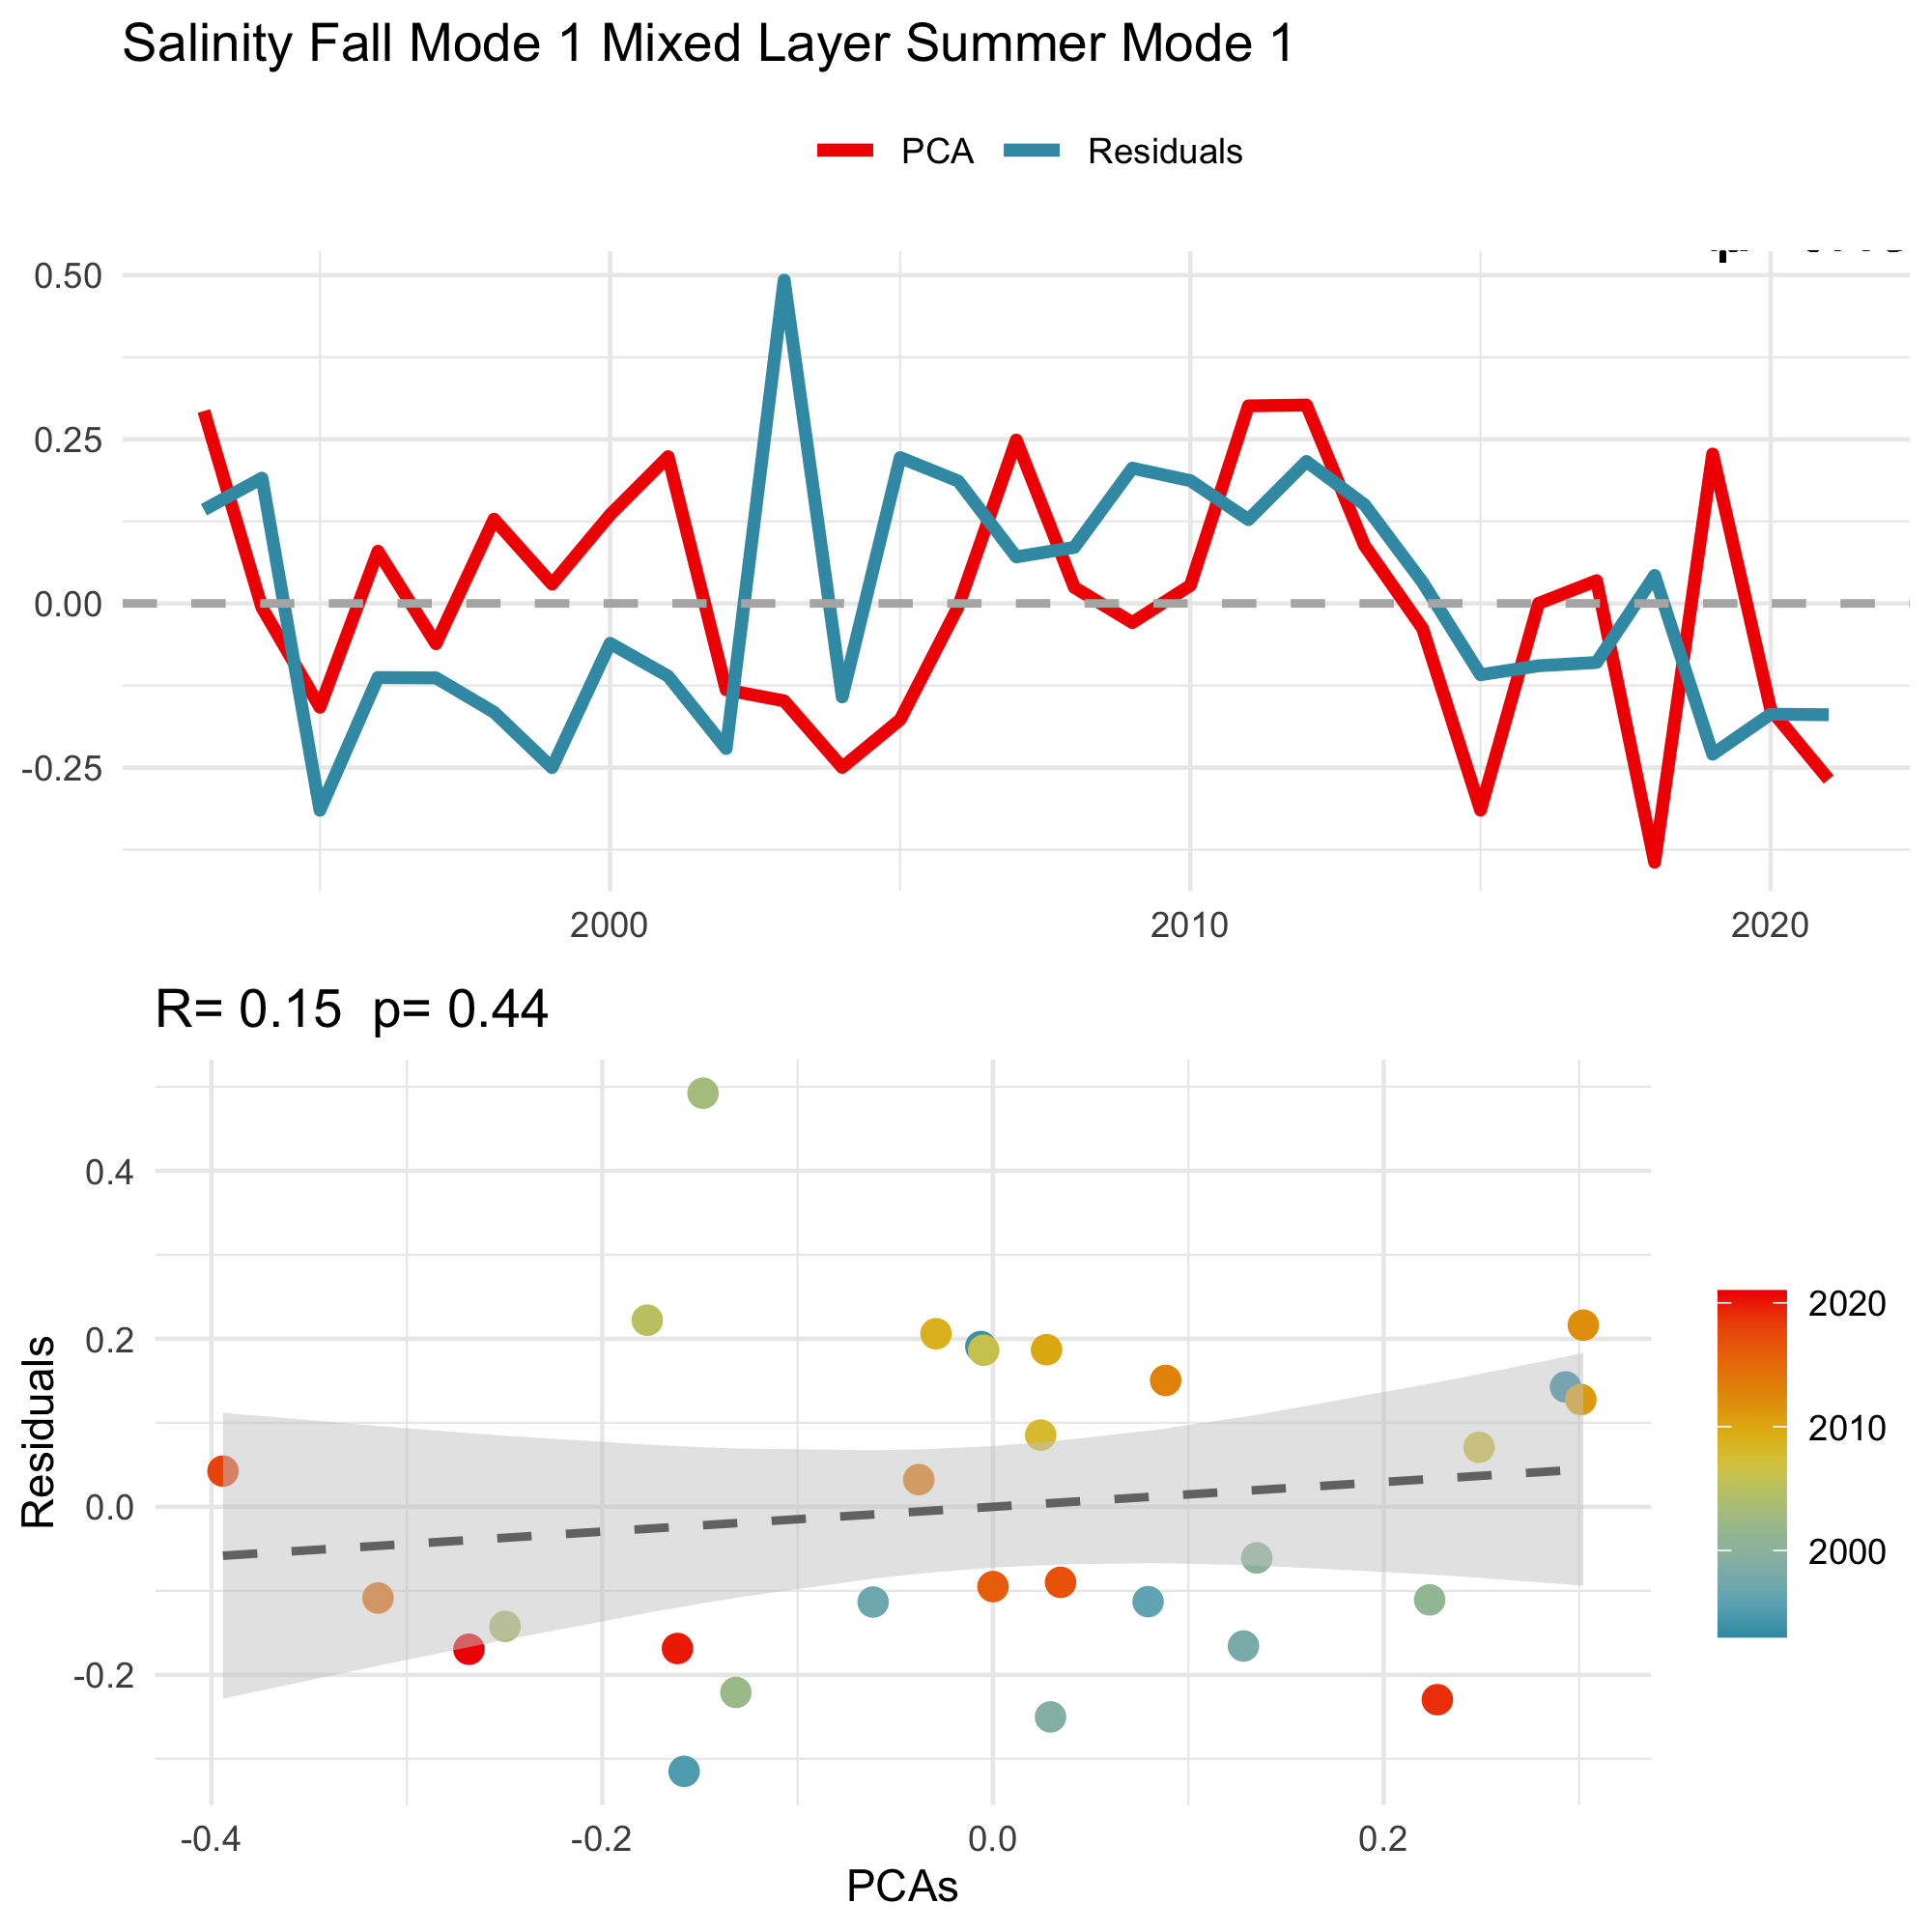 Salinity Fall Mode 1 Mixed Layer Summer Mode 1
PCA Residuals
0.50
0.25
0.00
-0.25
2000 2010 2020
R= 0.15 p= 0.44
Residuals
0.4
0.2
0.0
-0.2
-0.4 -0.2 0.0 0.2
PCAs
2020
2010
2000